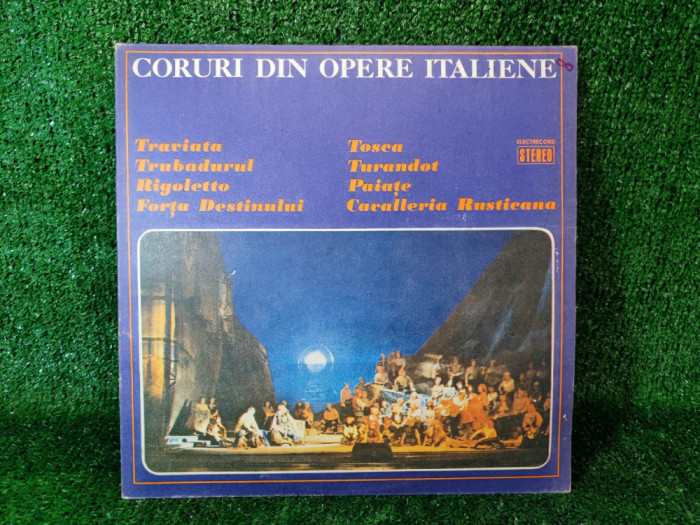 CORURI DIN OPERE ITALIENE
Traviata
Trubadurul
Rigoletto
Forța Destinului
Tosca
Turandot
Paiațe
Cavalleria Rusticana
ELECTRECORD
STEREO